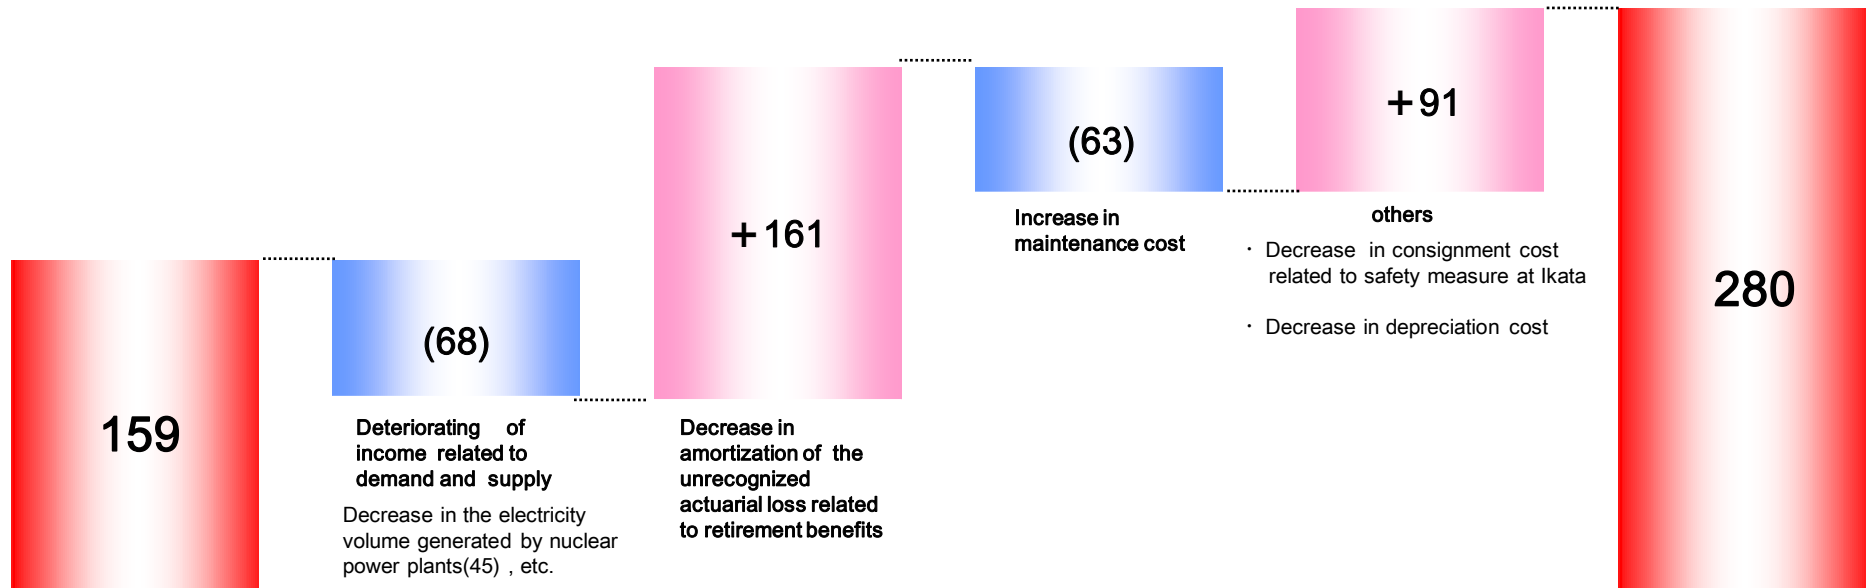 159
(68)
Deteriorating of
income related to
demand and supply
Decrease in the electricity
volume generated by nuclear
power plants(45) , etc.
+161
Decrease in
amortization of the
unrecognized
actuarial loss related
to retirement benefits
(63)
Increase in
maintenance cost
+91
others
・ Decrease in consignment cost
related to safety measure at Ikata
・ Decrease in depreciation cost
280